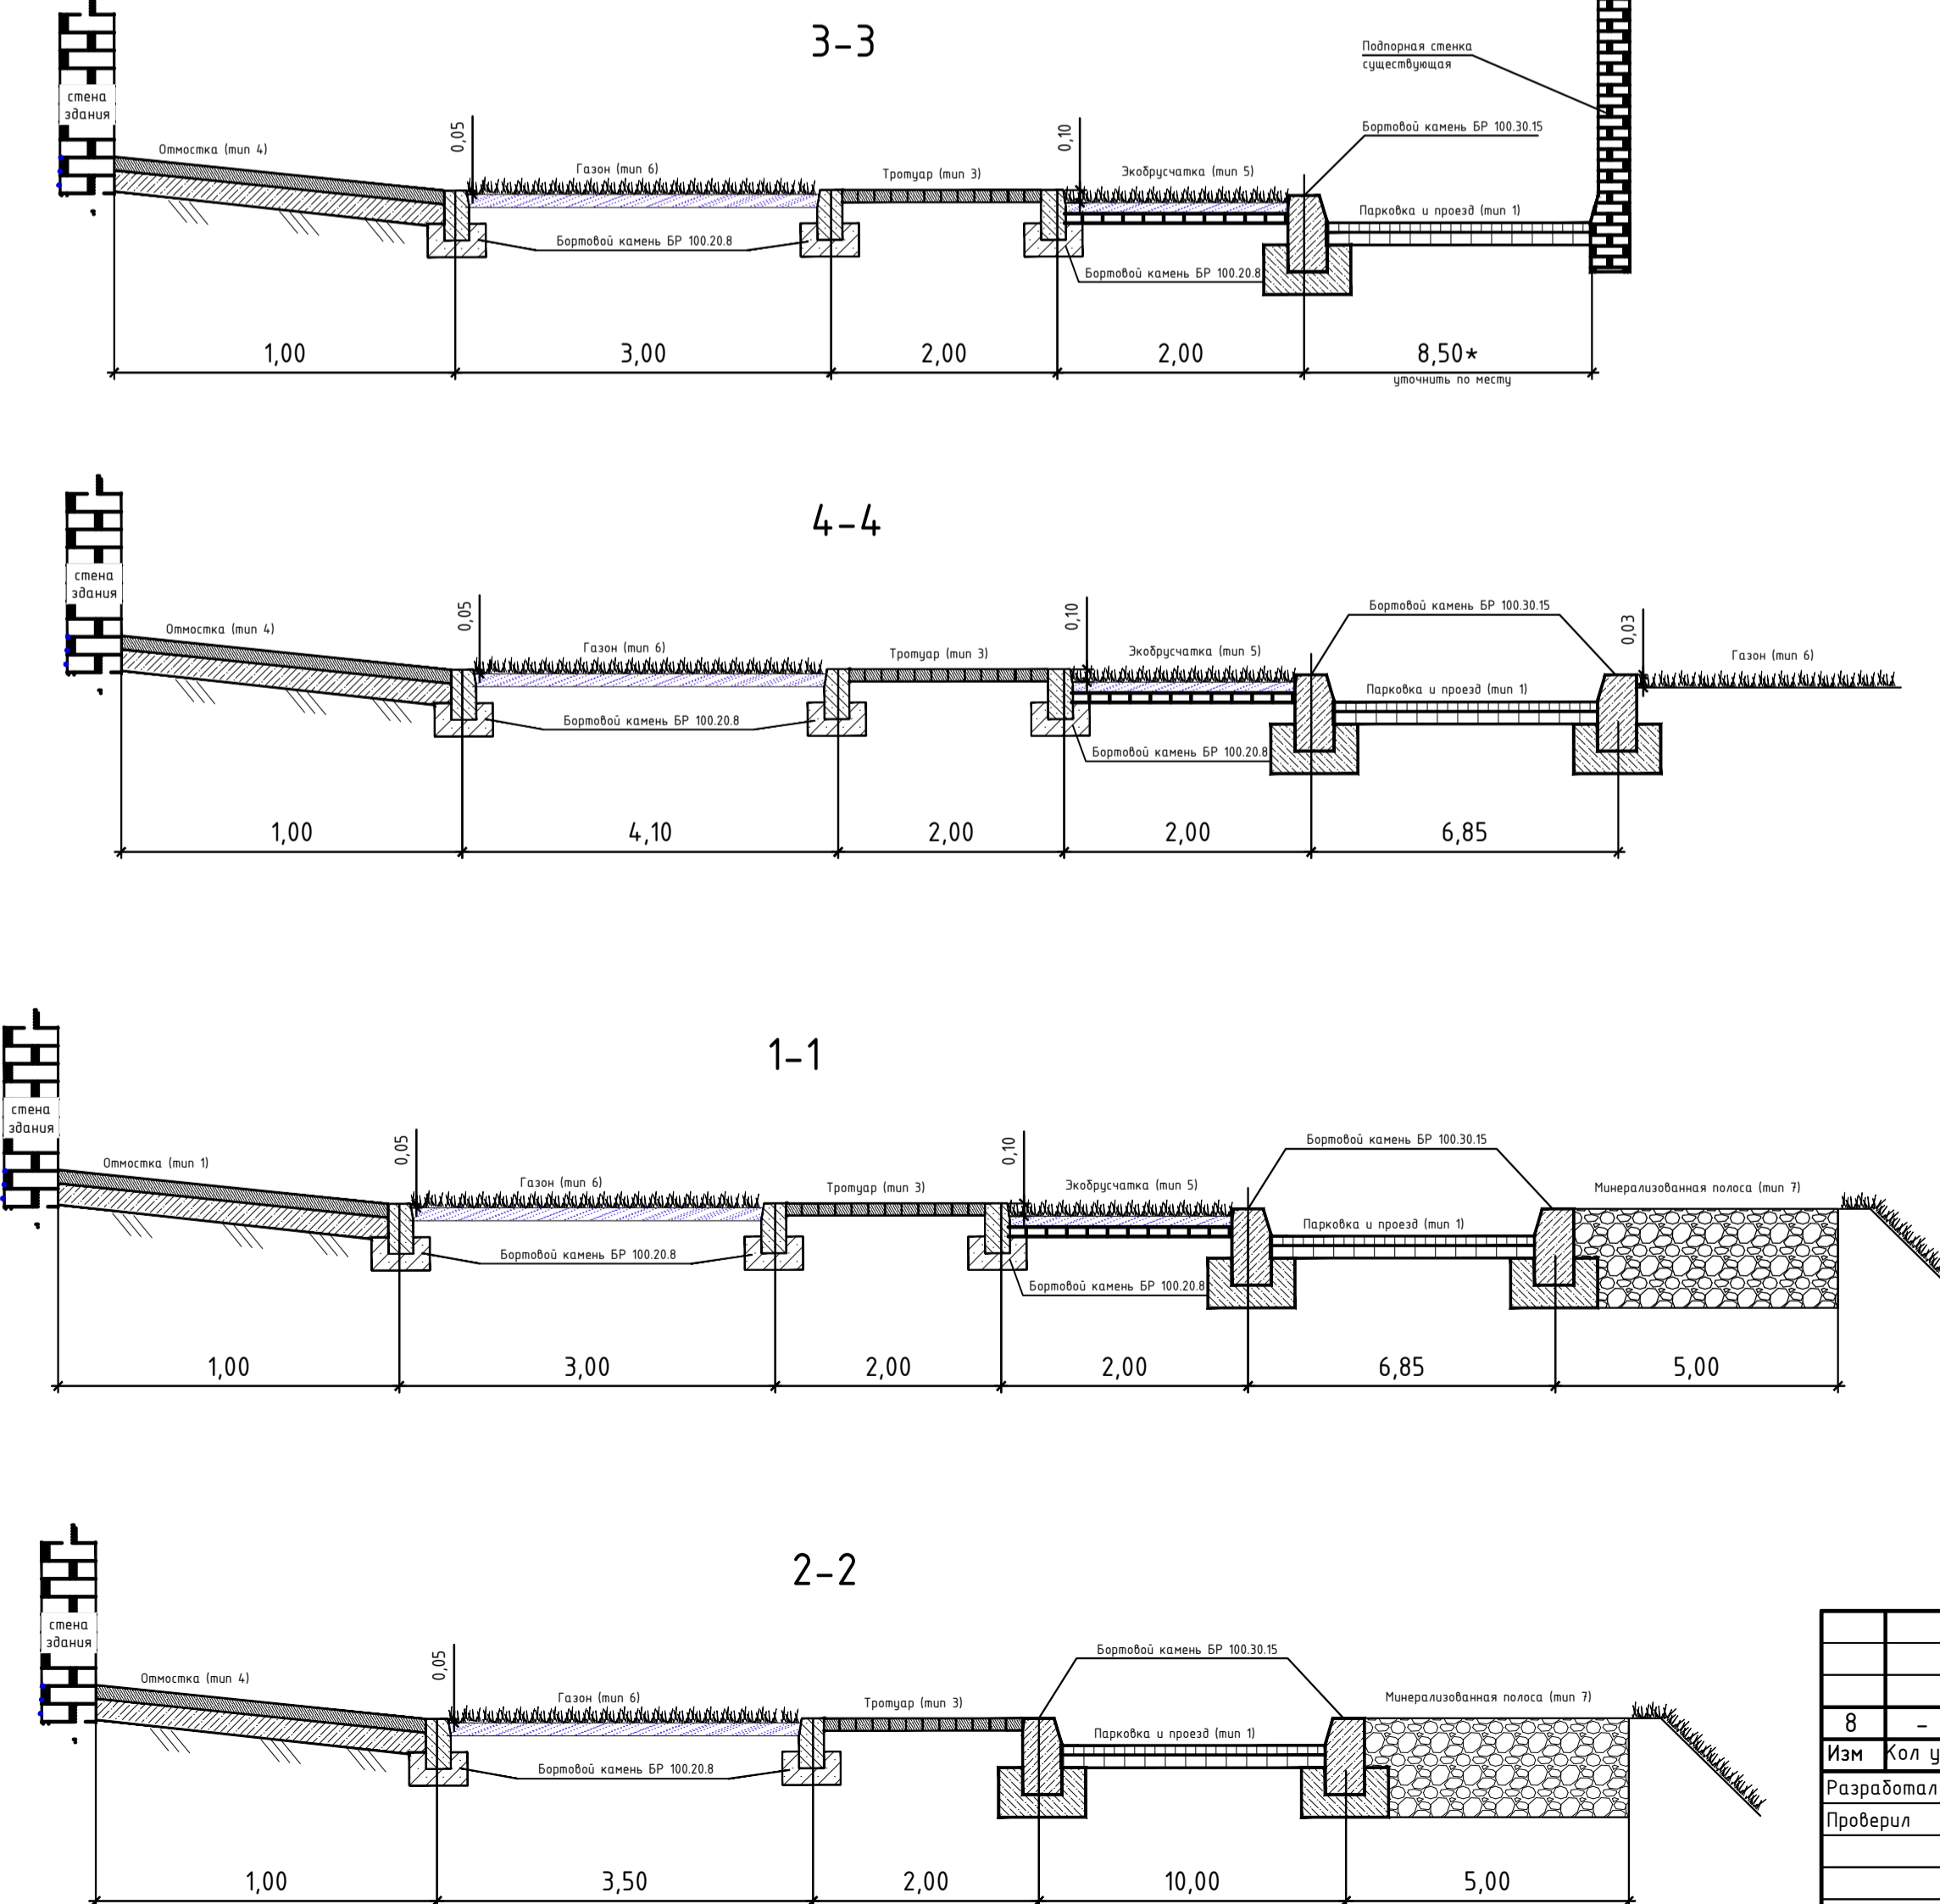 3-3
Подпорная стенка
существующая
стена
здания
0,05
0,10
Бортовой камень БР 100.30.15
Отмостка (тип 4)
Газон (тип 6)
Тротуар (тип 3)
Экобрусчатка (тип 5)
Парковка и проезд (тип 1)
Бортовой камень БР 100.20.8
Бортовой камень БР 100.20.8
1,00
3,00
2,00
2,00
8,50*
уточнить по месту
4-4
стена
здания
0,05
0,10
Бортовой камень БР 100.30.15
0,03
Отмостка (тип 4)
Газон (тип 6)
Тротуар (тип 3)
Экобрусчатка (тип 5)
Газон (тип 6)
Парковка и проезд (тип 1)
Бортовой камень БР 100.20.8
Бортовой камень БР 100.20.8
1,00
4,10
2,00
2,00
6,85
1-1
стена
здания
0,05
0,10
Бортовой камень БР 100.30.15
Отмостка (тип 1)
Газон (тип 6)
Тротуар (тип 3)
Экобрусчатка (тип 5)
Минерализованная полоса (тип 7)
Парковка и проезд (тип 1)
Бортовой камень БР 100.20.8
Бортовой камень БР 100.20.8
1,00
3,00
2,00
2,00
6,85
5,00
2-2
стена
здания
0,05
Бортовой камень БР 100.30.15
Отмостка (тип 4)
Газон (тип 6)
Тротуар (тип 3)
Минерализованная полоса (тип 7)
Парковка и проезд (тип 1)
Бортовой камень БР 100.20.8
1,00
3,50
2,00
10,00
5,00
8 -
Изм Кол у
Разработал
Проверил